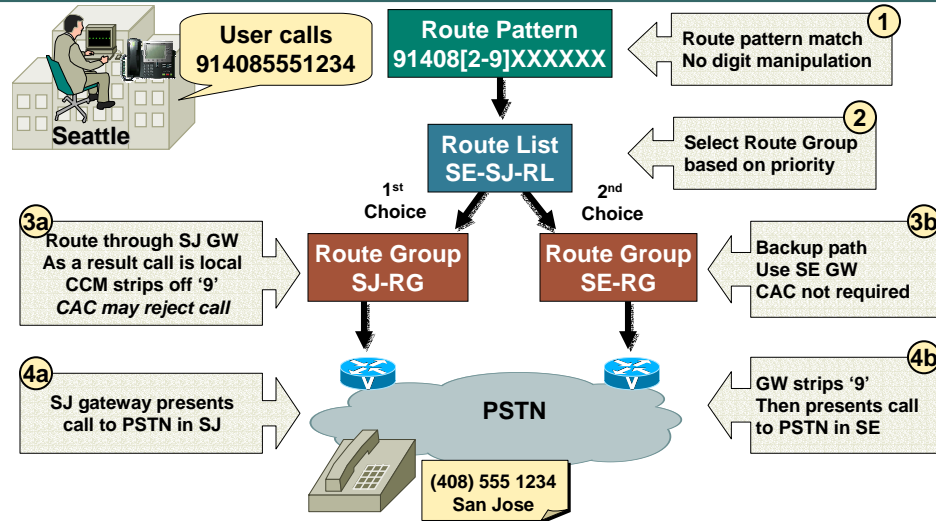 User calls
914085551234
Seattle
Route Pattern
91408[2-9]XXXXXX
1
Route pattern match
No digit manipulation
Route List
SE-SJ-RL
2
Select Route Group
based on priority
1st
Choice
2nd
Choice
3a
Route through SJ GW
As a result call is local
CCM strips off ‘9’
CAC may reject call
Route Group
SJ-RG
Route Group
SE-RG
3b
Backup path
Use SE GW
CAC not required
4a
SJ gateway presents
call to PSTN in SJ
V
V
PSTN
4b
GW strips ‘9’
Then presents call
to PSTN in SE
(408) 555 1234
San Jose